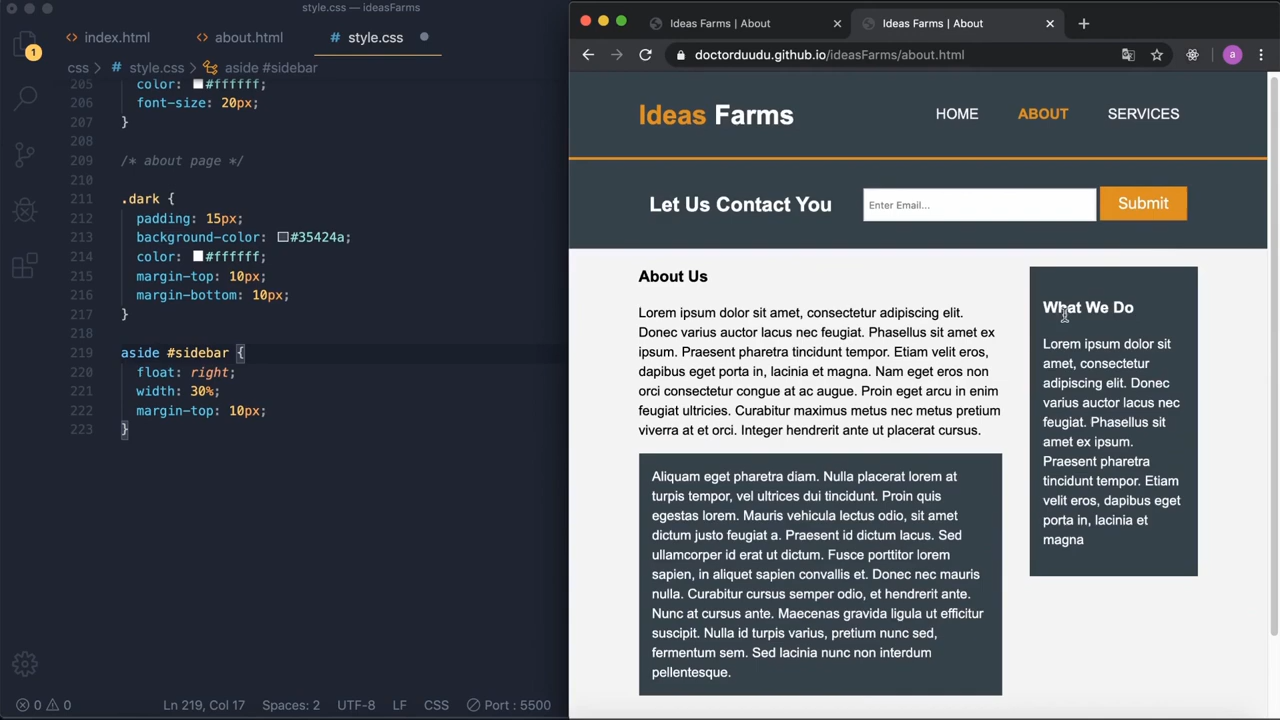 style.css — ideasFarms
1
index.html
about.html
# style.css
css > # style.css > aside #sidebar
205 color: #ffffff;
206 font-size: 20px;
207 }
208
209 /* about page */
210
211 .dark {
212 padding: 15px;
213 background-color: #35424a;
214 color: #ffffff;
215 margin-top: 10px;
216 margin-bottom: 10px;
217 }
218
219 aside #sidebar {
220 float: right;
221 width: 30%;
222 margin-top: 10px;
223 }
0 0
Ln 219, Col 17
Spaces: 2
UTF-8
LF
CSS
Port : 5500
Ideas Farms | About
Ideas Farms | About
doctorduudu.github.io/ideasFarms/about.html
a
Ideas Farms
HOME
ABOUT
SERVICES
Let Us Contact You
Enter Email...
Submit
About Us
Lorem ipsum dolor sit amet, consectetur adipiscing elit.
Donec varius auctor lacus nec feugiat. Phasellus sit amet ex
ipsum. Praesent pharetra tincidunt tempor. Etiam velit eros,
dapibus eget porta in, lacinia et magna. Nam eget eros non
orci consectetur congue at ac augue. Proin eget arcu in enim
feugiat ultricies. Curabitur maximus metus nec metus pretium
viverra at et orci. Integer hendrerit ante ut placerat cursus.
Aliquam eget pharetra diam. Nulla placerat lorem at
turpis tempor, vel ultrices dui tincidunt. Proin quis
egestas lorem. Mauris vehicula lectus odio, sit amet
dictum justo feugiat a. Praesent id dictum lacus. Sed
ullamcorper id erat ut dictum. Fusce porttitor lorem
sapien, in aliquet sapien convallis et. Donec nec mauris
nulla. Curabitur cursus semper odio, et hendrerit ante.
Nunc at cursus ante. Maecenas gravida ligula ut efficitur
suscipit. Nulla id turpis varius, pretium nunc sed,
fermentum sem. Sed lacinia nunc non interdum
pellentesque.
What We Do
Lorem ipsum dolor sit
amet, consectetur
adipiscing elit. Donec
varius auctor lacus nec
feugiat. Phasellus sit
amet ex ipsum.
Praesent pharetra
tincidunt tempor. Etiam
velit eros, dapibus eget
porta in, lacinia et
magna